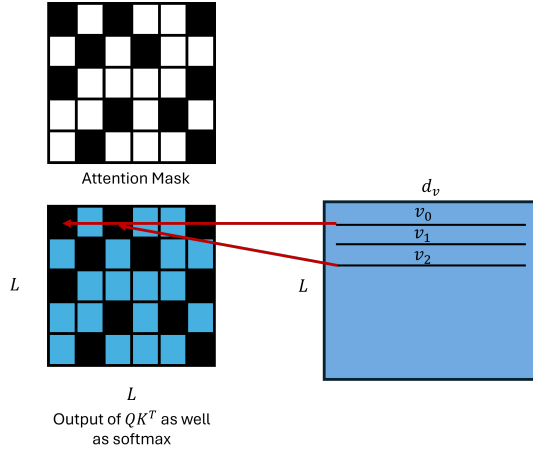 Attention Mask
$d_v$
$v_0$
$v_1$
$v_2$
$L$
$L$
$L$
Output of $QK^T$ as well
as softmax